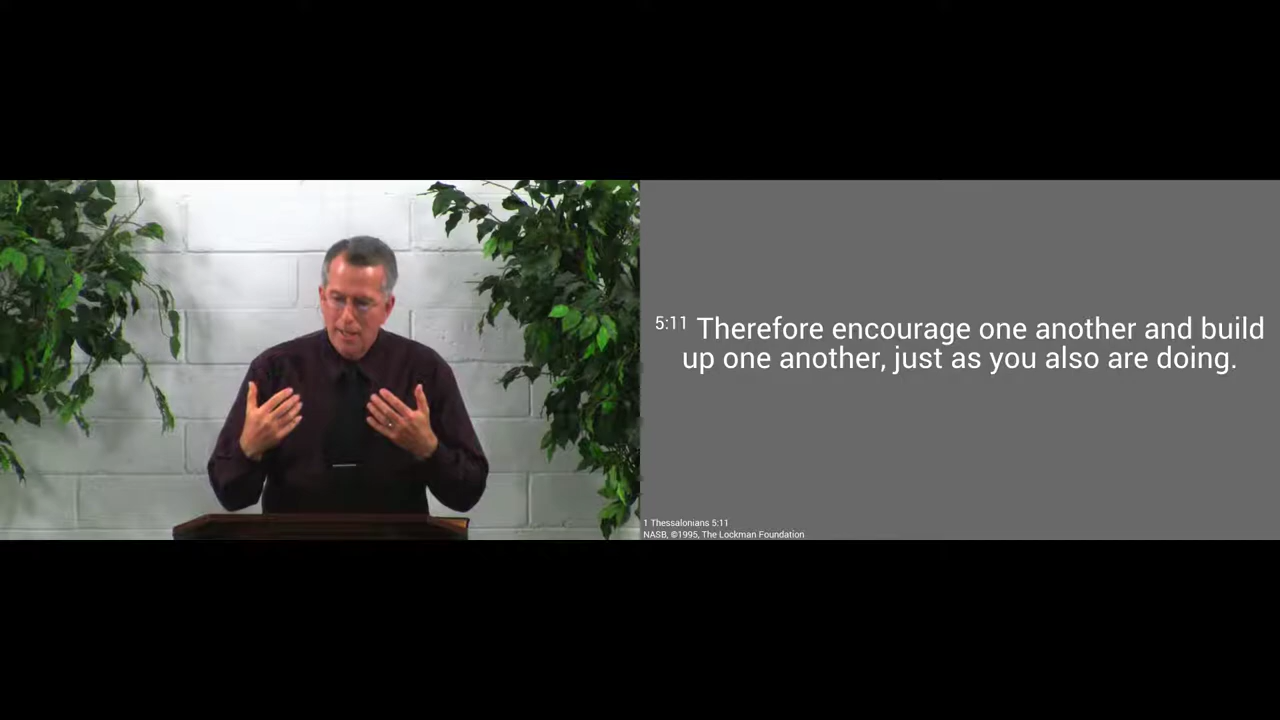 5:11 Therefore encourage one another and build
up one another, just as you also are doing.
1 Thessalonians 5:11
NASB, ©1995, The Lockman Foundation